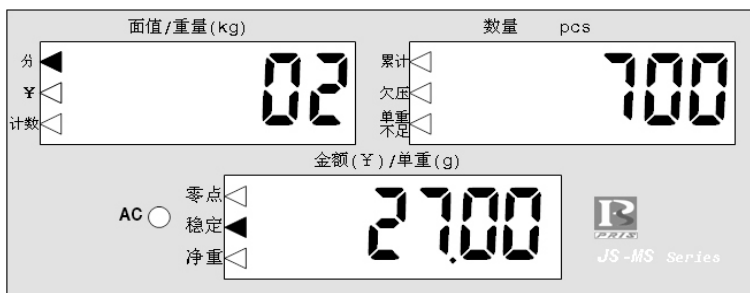 面值/重量(kg)
数量 pcs
分
¥
计数
02
累计
欠压
单重
不足
700
金额(¥)/单重(g)
AC
零点
稳定
净重
27.00
PRIS
JS-MS Series